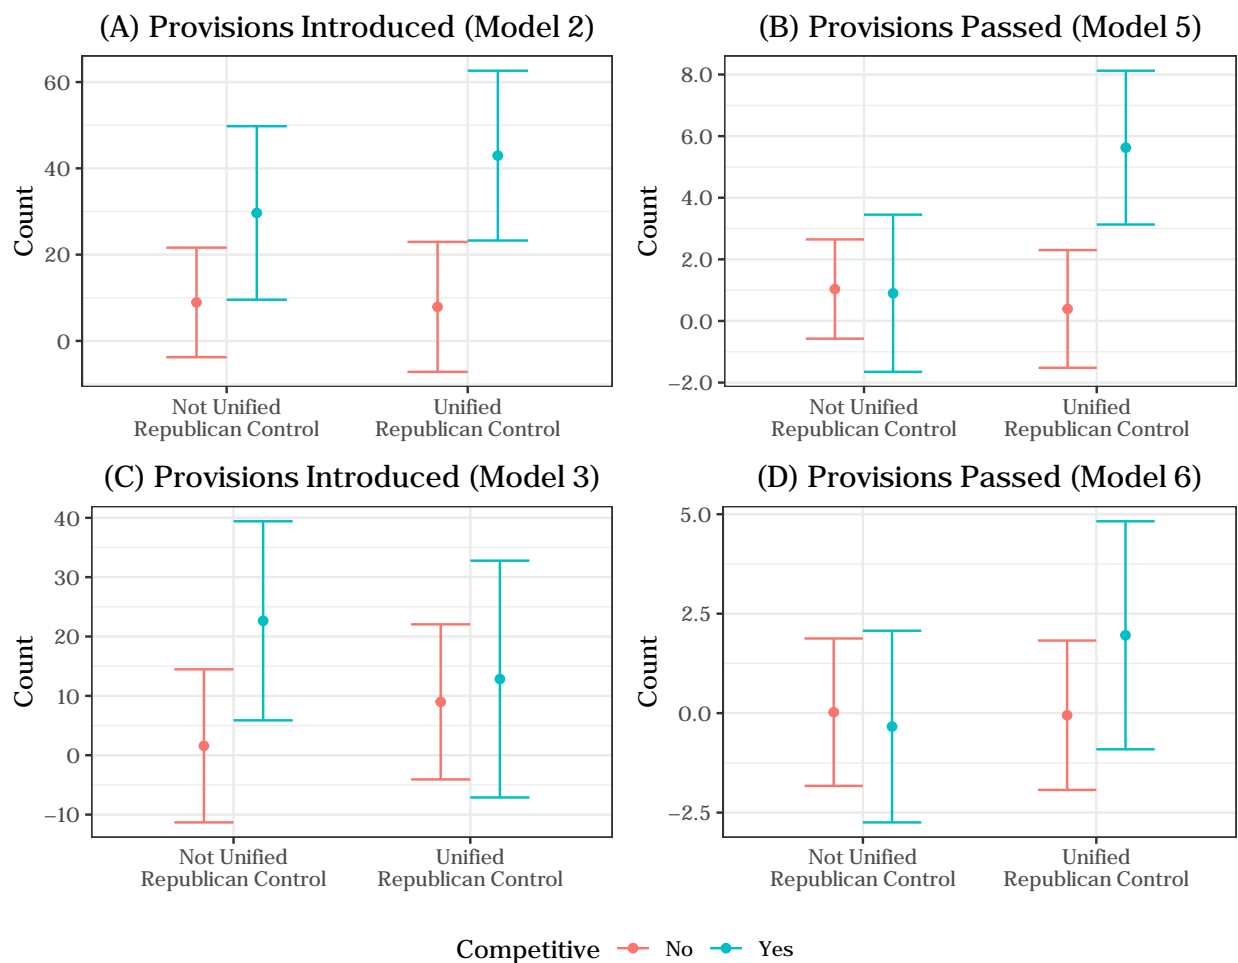 (A) Provisions Introduced (Model 2)
60
40
20
0
Count
Not Unified
Republican Control
Unified
Republican Control
(B) Provisions Passed (Model 5)
8.0
6.0
4.0
2.0
0.0
−2.0
Count
Not Unified
Republican Control
Unified
Republican Control
(C) Provisions Introduced (Model 3)
40
30
20
10
0
−10
Count
Not Unified
Republican Control
Unified
Republican Control
(D) Provisions Passed (Model 6)
5.0
2.5
0.0
−2.5
Count
Not Unified
Republican Control
Unified
Republican Control
Competitive No Yes